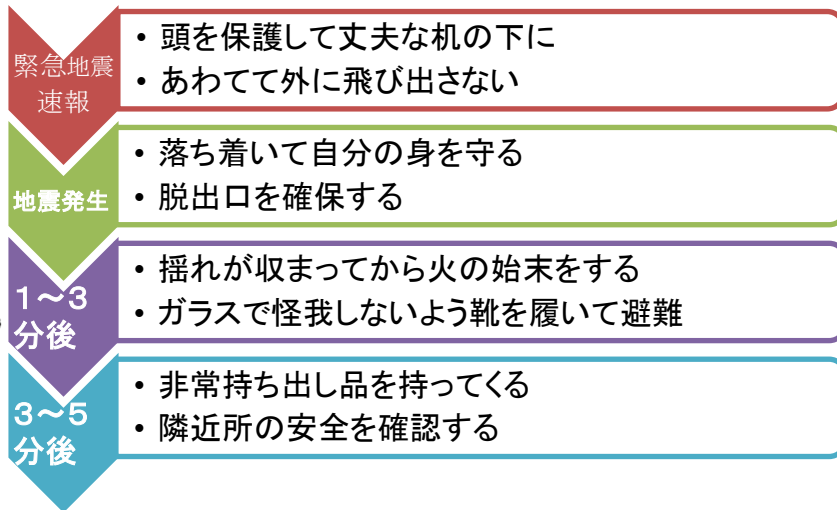 緊急地震
速報
・頭を保護して丈夫な机の下に
・あわてて外に飛び出さない
地震発生
・落ち着いて自分の身を守る
・脱出口を確保する
1～3
分後
・揺れが収まってから火の始末をする
・ガラスで怪我しないよう靴を履いて避難
3～5
分後
・非常持ち出し品を持ってくる
・隣近所の安全を確認する